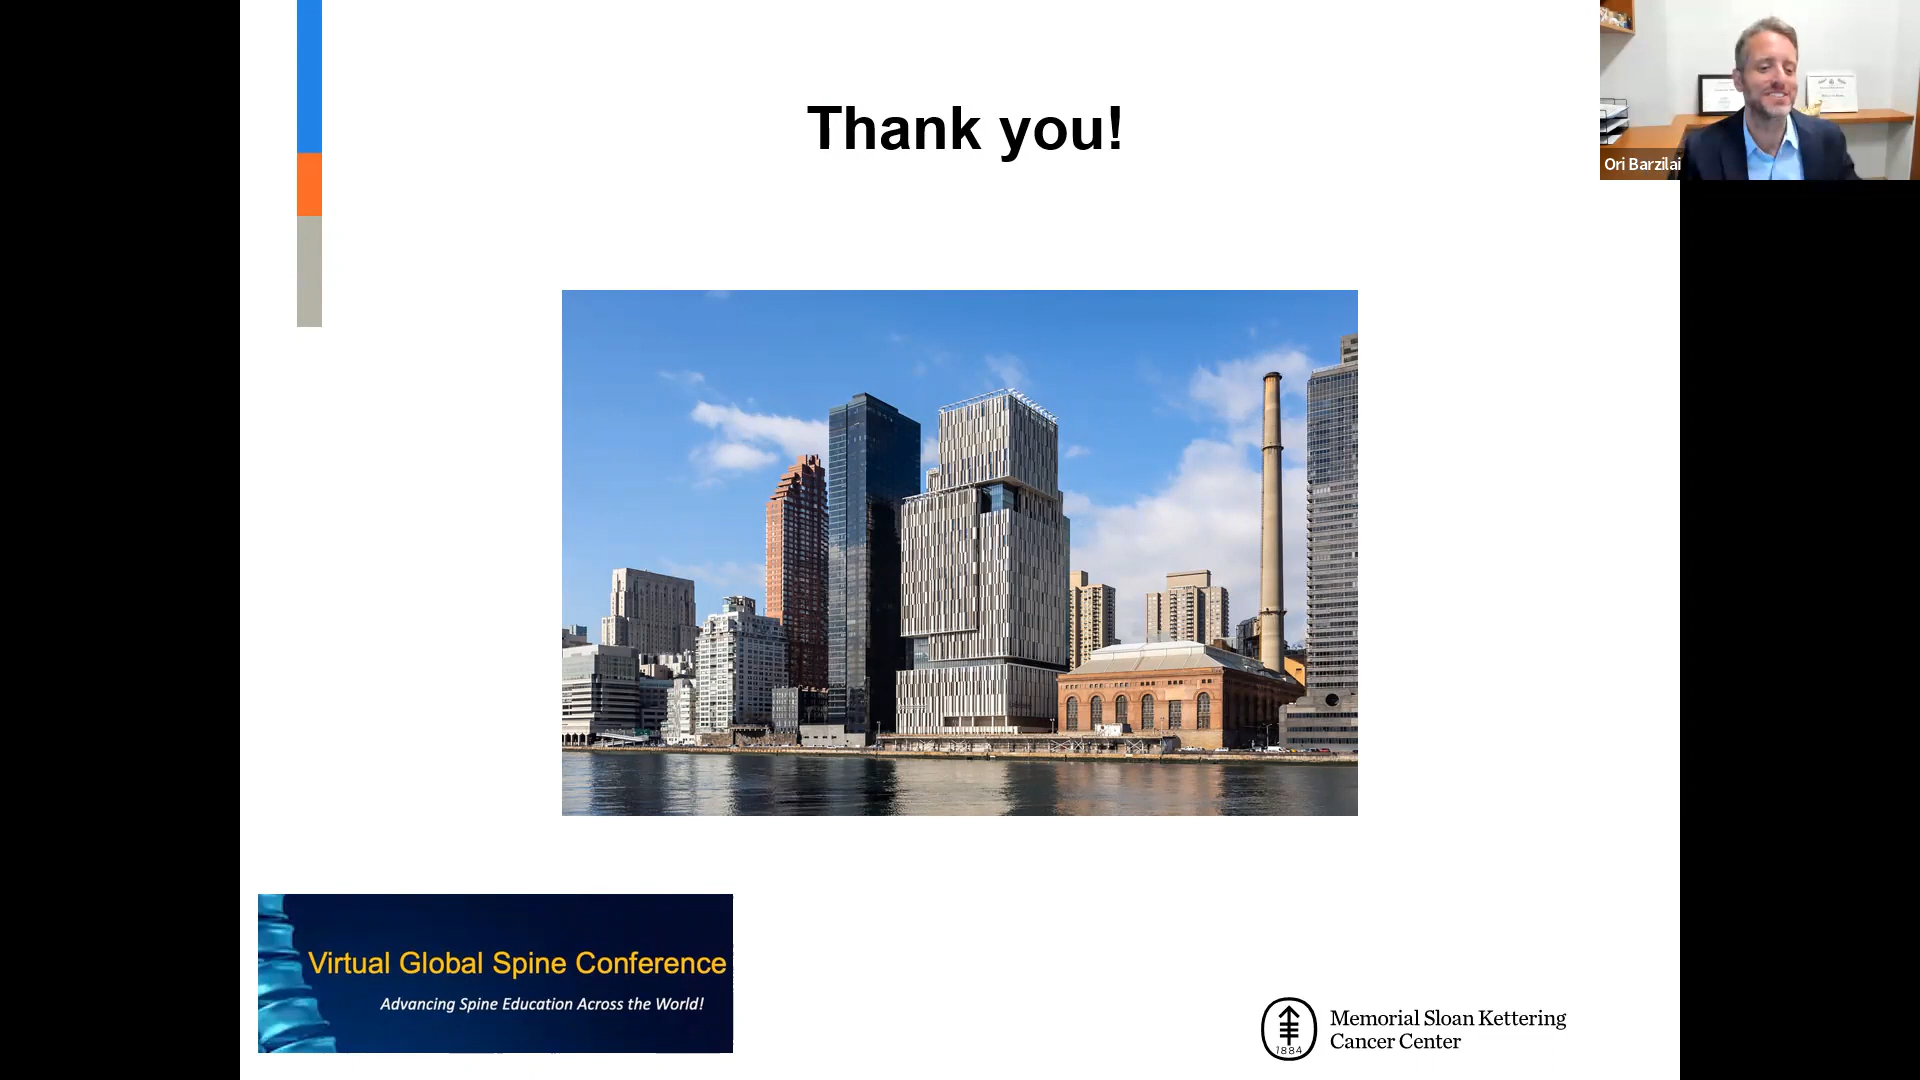 Thank you!
Ori Barzilai
Virtual Global Spine Conference
Advancing Spine Education Across the World!
1884
Memorial Sloan Kettering
Cancer Center